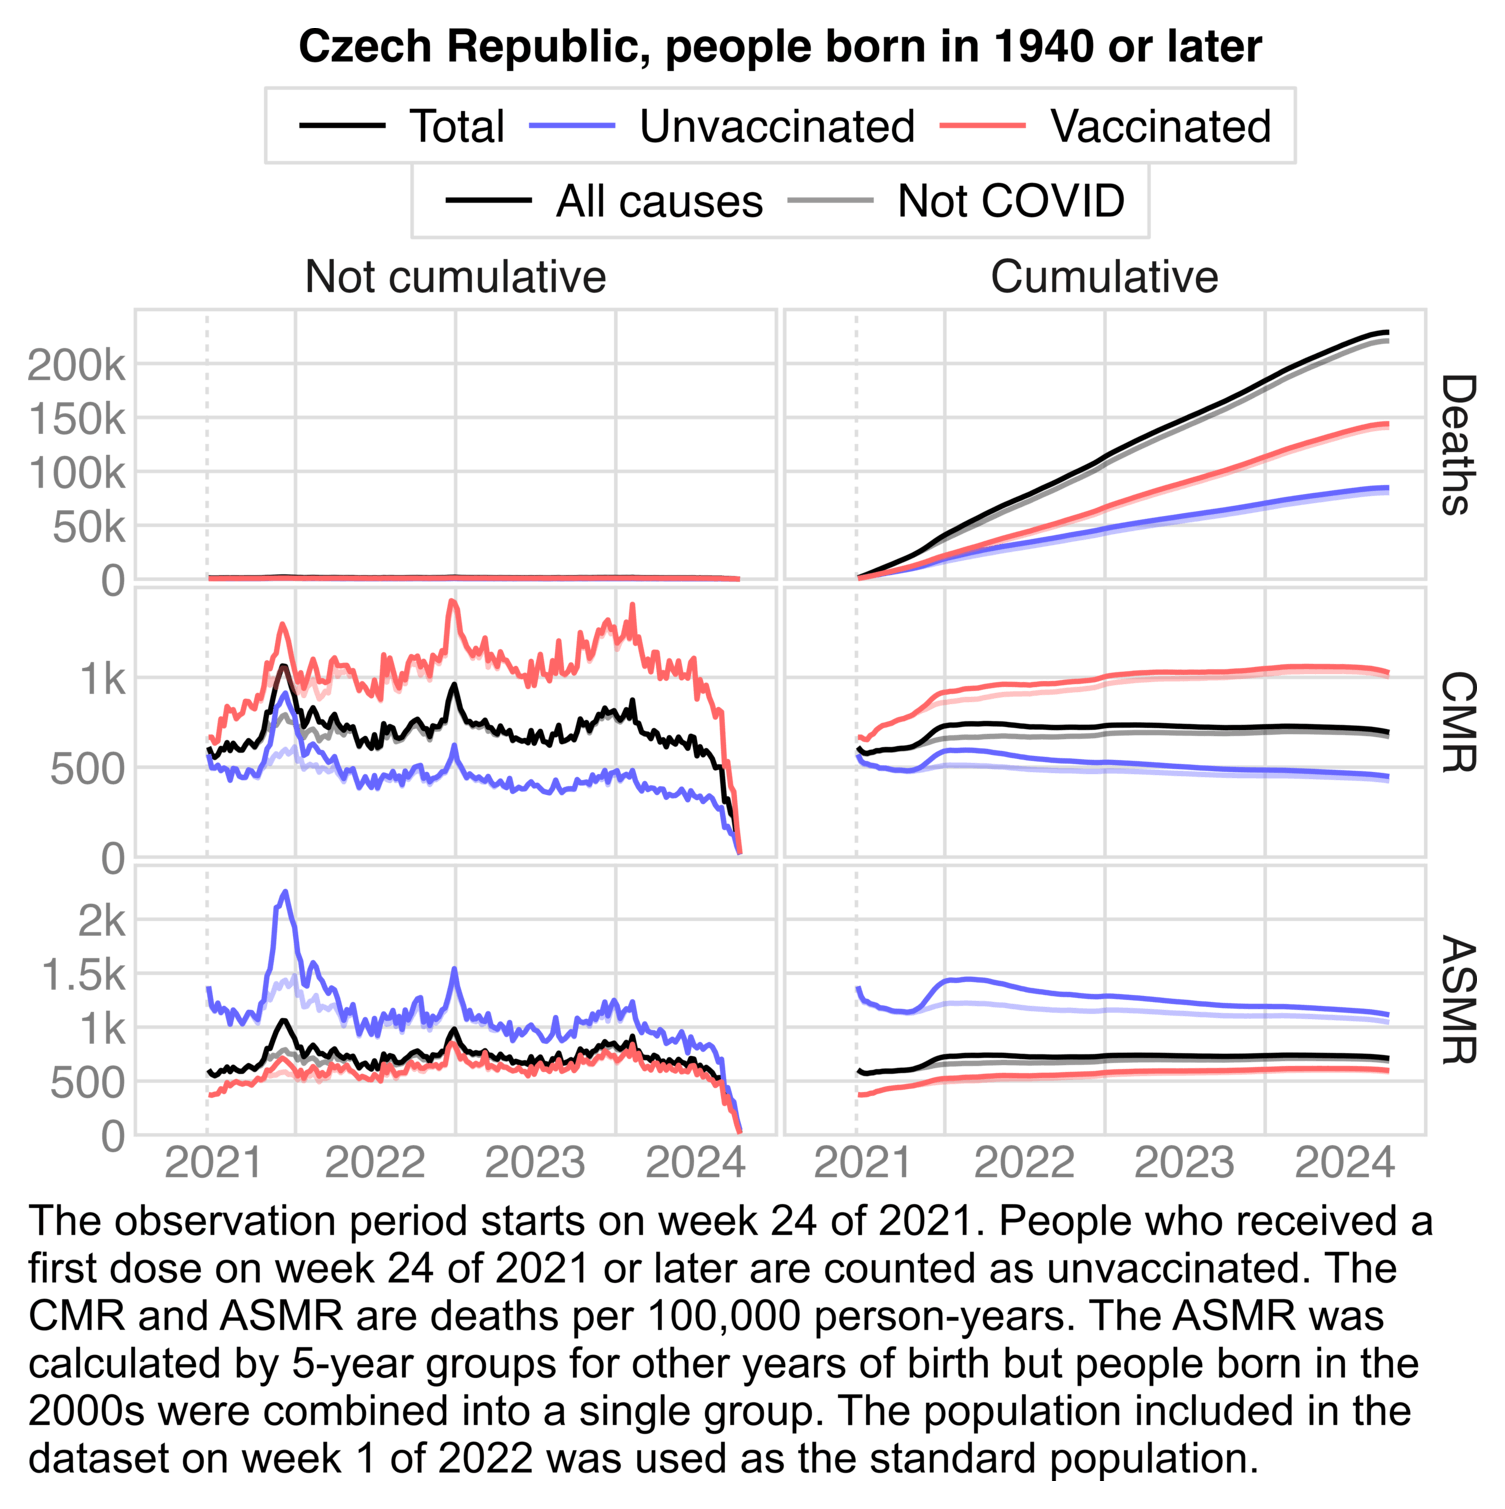 Czech Republic, people born in 1940 or later
Total Unvaccinated Vaccinated
All causes Not COVID
Not cumulative Cumulative
200k
150k
100k
50k
0
Deaths
1k
500
0
CMR
2k
1.5k
1k
500
0
ASMR
2021 2022 2023 2024 2021 2022 2023 2024
The observation period starts on week 24 of 2021. People who received a
first dose on week 24 of 2021 or later are counted as unvaccinated. The
CMR and ASMR are deaths per 100,000 person-years. The ASMR was
calculated by 5-year groups for other years of birth but people born in the
2000s were combined into a single group. The population included in the
dataset on week 1 of 2022 was used as the standard population.